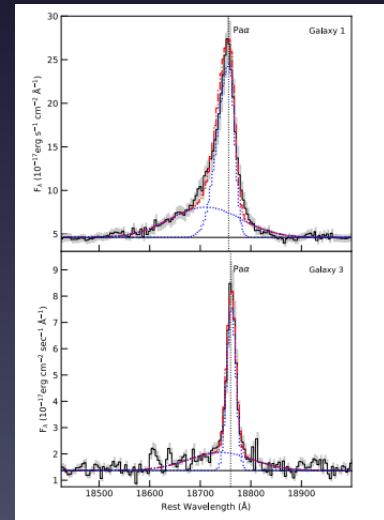 30
Paα
Galaxy 1
25
20
15
10
5
F_λ (10⁻¹⁷erg s⁻¹ cm⁻² Å⁻¹)
Paα
Galaxy 3
9
8
7
6
5
4
3
2
1
F_λ (10⁻¹⁷erg cm⁻² sec⁻¹ Å⁻¹)
18500 18600 18700 18800 18900
Rest Wavelength (Å)